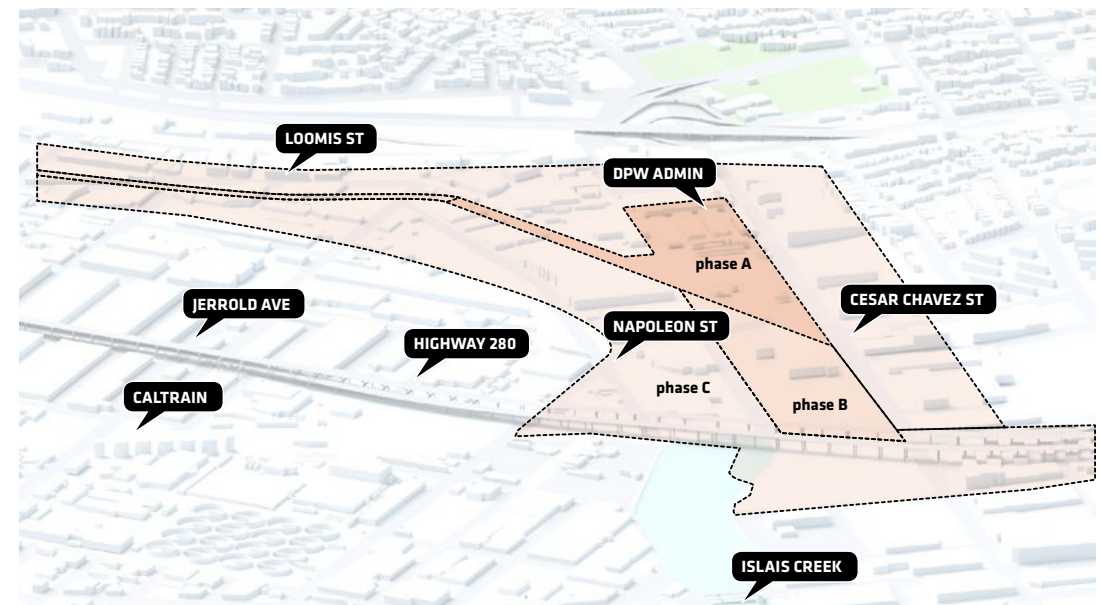 LOOMIS ST
DPW ADMIN
phase A
JERROLD AVE
CESAR CHAVEZ ST
NAPOLEON ST
HIGHWAY 280
phase C
CALTRAIN
phase B
ISLAIS CREEK